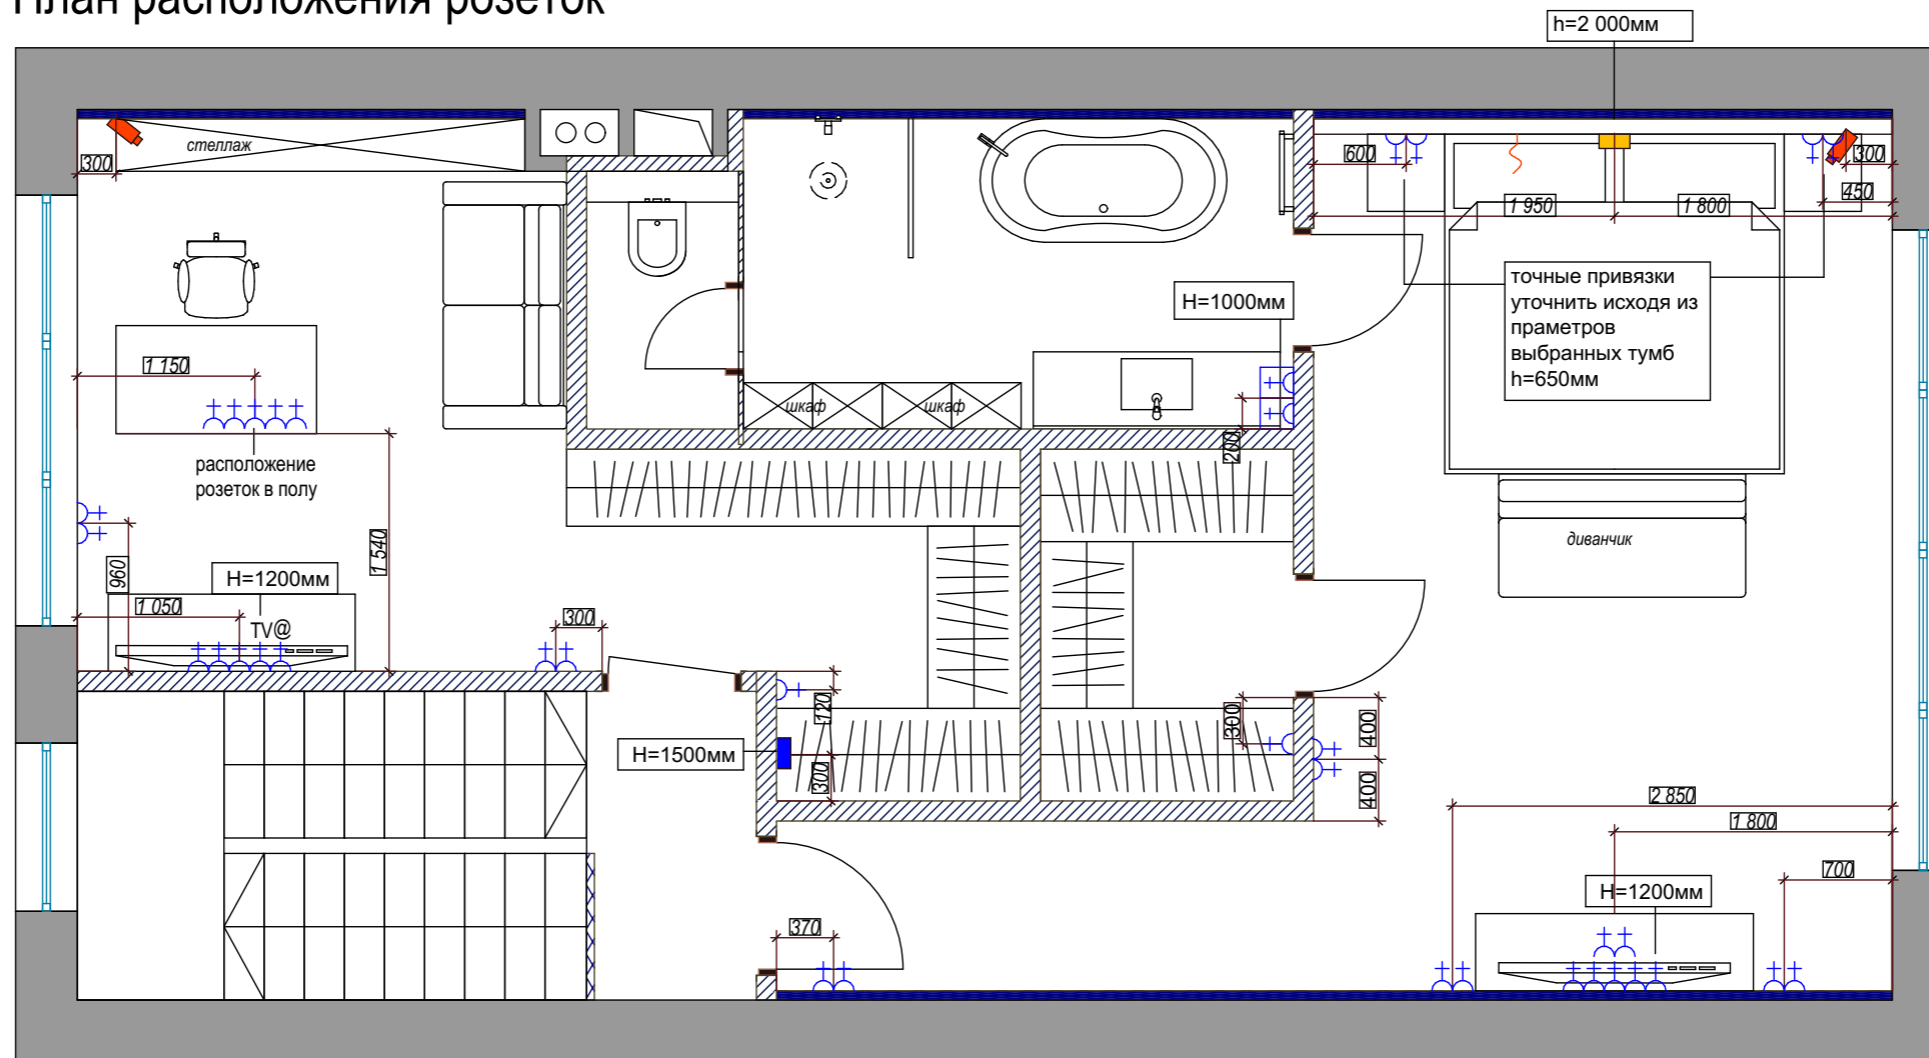 План расположения розеток
h=2 000мм
стеллаж
300
600
300
450
1 950
1 800
точные привязки
уточнить исходя из
праметров
выбранных тумб
h=650мм
H=1000мм
1 150
шкаф
шкаф
200
расположение
розеток в полу
960
1 540
H=1200мм
1 050
TV@
300
диванчик
120
H=1500мм
300
300
400
400
2 850
1 800
700
H=1200мм
370